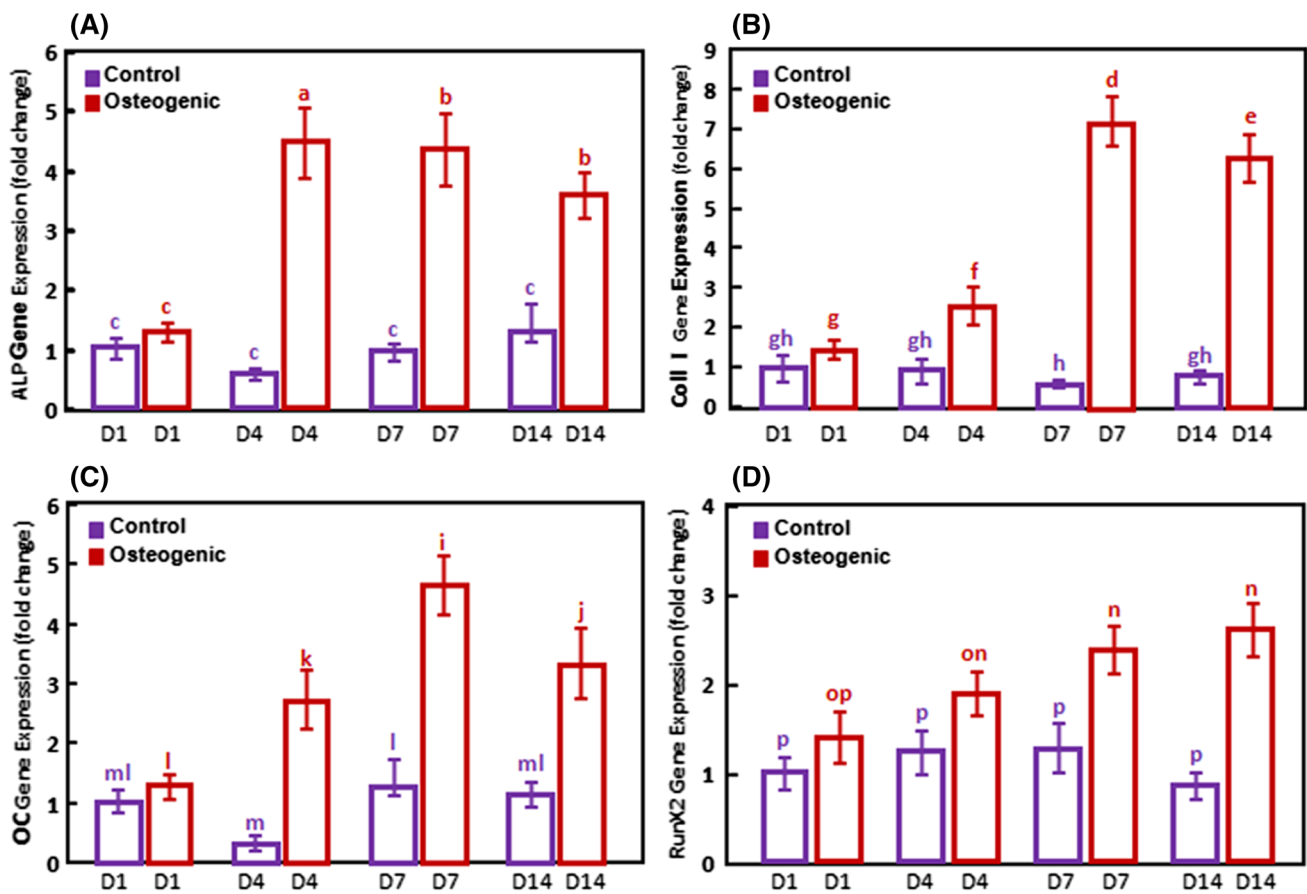 (A)
ALP Gene Expression (fold change)
6
5
4
3
2
1
0
Control
Osteogenic
c
c
c
a
c
b
c
b
D1 D1 D4 D4 D7 D7 D14 D14
(B)
Coll I Gene Expression (fold change)
9
8
7
6
5
4
3
2
1
0
Control
Osteogenic
gh
g
gh
f
h
d
gh
e
D1 D1 D4 D4 D7 D7 D14 D14
(C)
OC Gene Expression (fold change)
6
5
4
3
2
1
0
Control
Osteogenic
ml
l
m
k
l
i
ml
j
D1 D1 D4 D4 D7 D7 D14 D14
(D)
RunX2 Gene Expression (fold change)
4
3
2
1
0
Control
Osteogenic
p
op
p
on
p
n
p
n
D1 D1 D4 D4 D7 D7 D14 D14